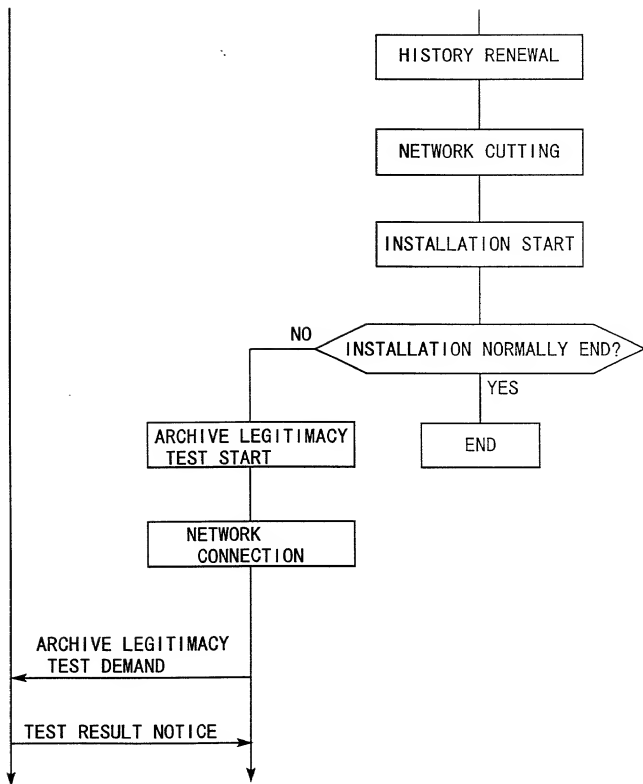 HISTORY RENEWAL
NETWORK CUTTING
INSTALLATION START
NO
INSTALLATION NORMALLY END?
YES
ARCHIVE LEGITIMACY
TEST START
END
NETWORK
CONNECTION
ARCHIVE LEGITIMACY
TEST DEMAND
TEST RESULT NOTICE